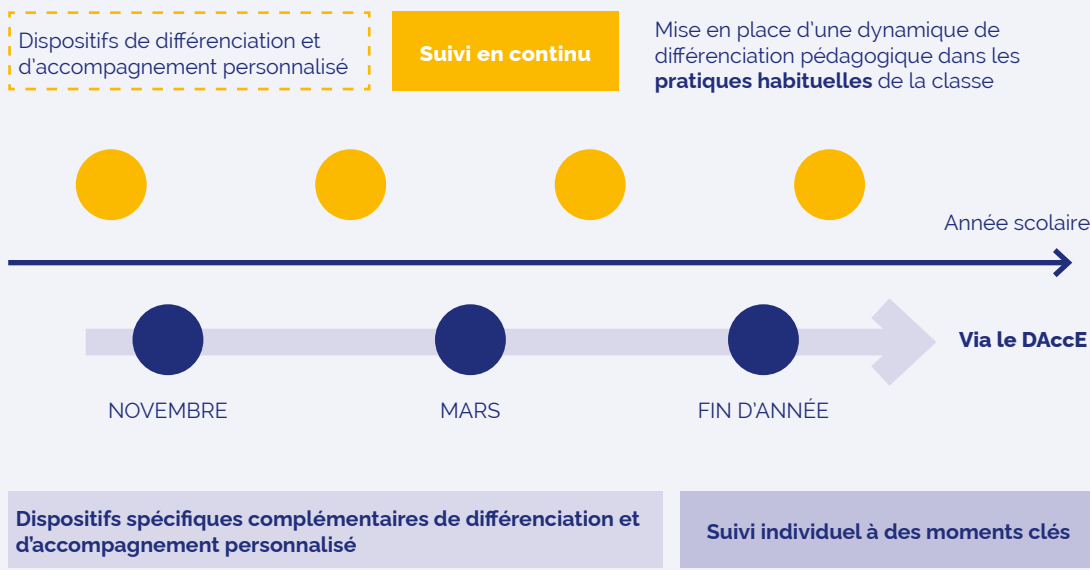 Dispositifs de différenciation et
d'accompagnement personnalisé
Suivi en continu
Mise en place d'une dynamique de
différenciation pédagogique dans les
pratiques habituelles de la classe
Année scolaire
Via le DAccE
NOVEMBRE
MARS
FIN D'ANNÉE
Dispositifs spécifiques complémentaires de différenciation et
d'accompagnement personnalisé
Suivi individuel à des moments clés